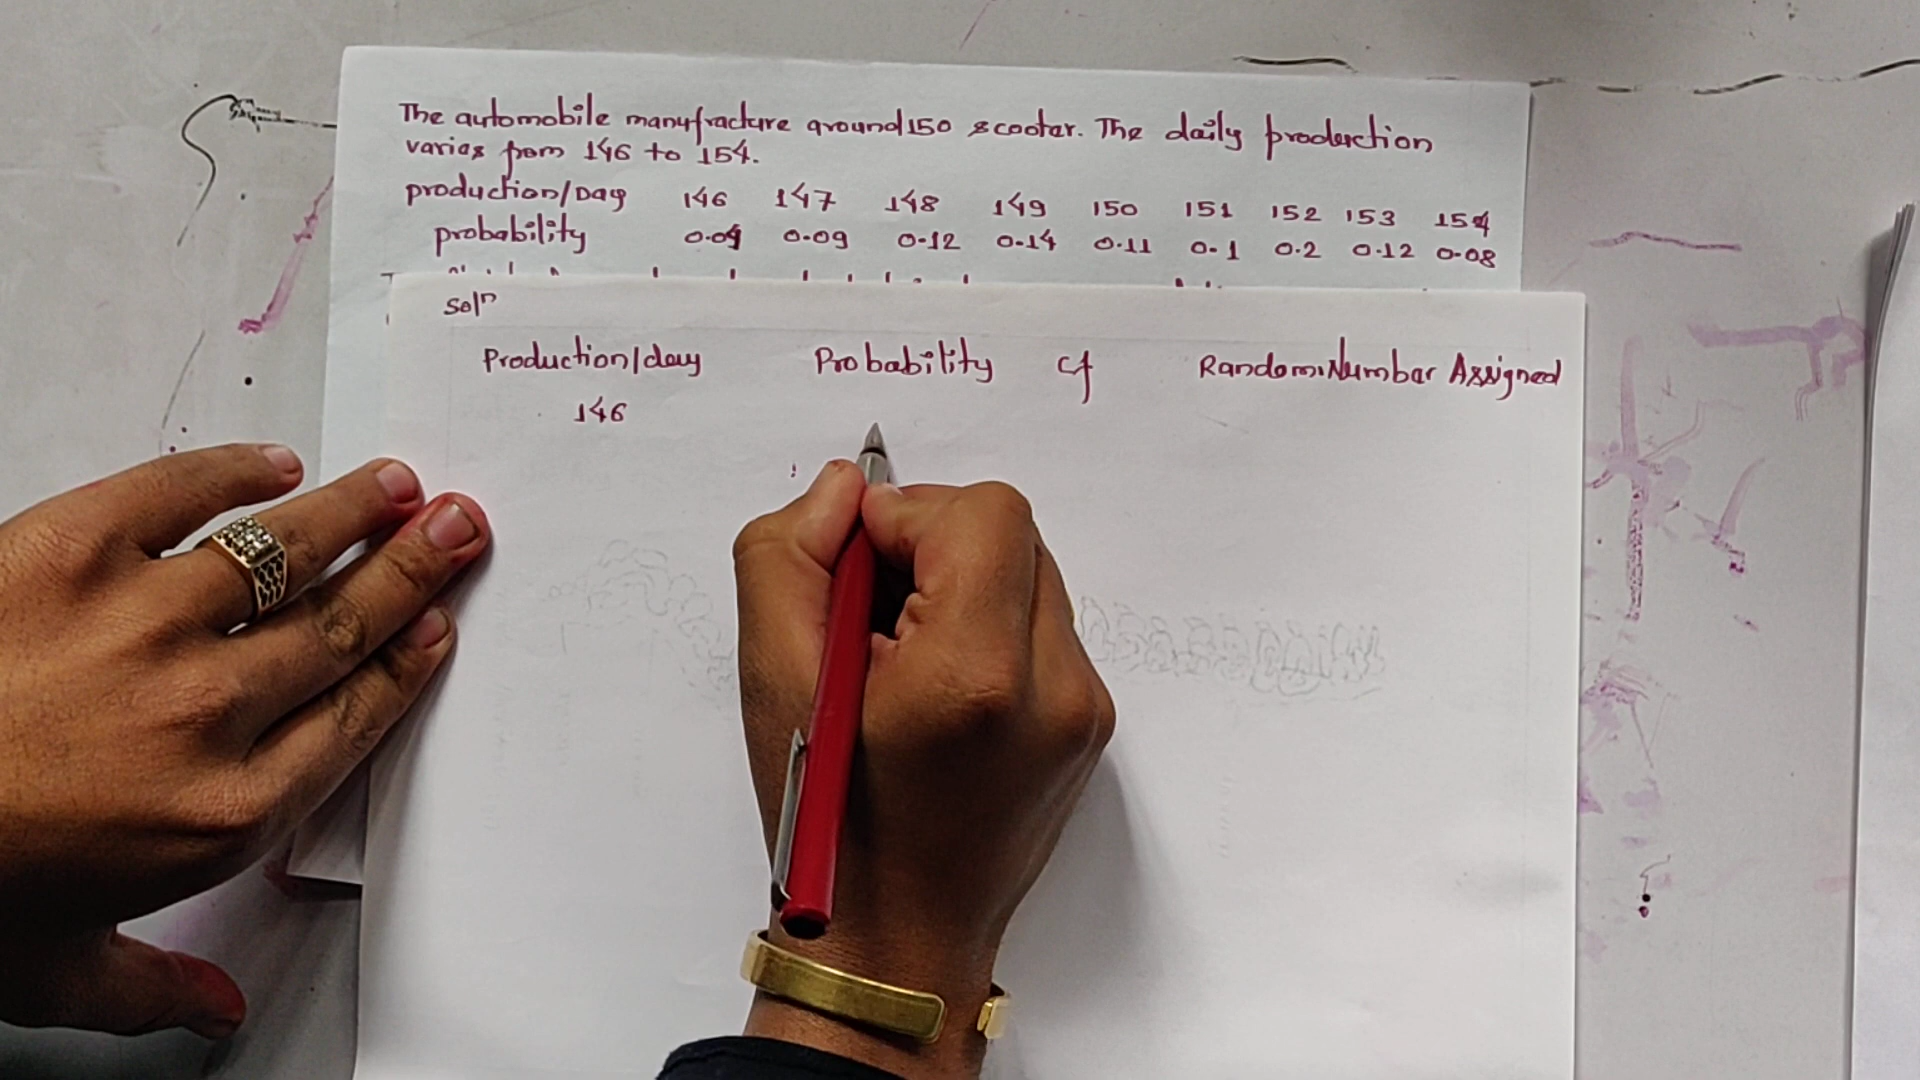 The automobile manufracture around 150 scooter. The daily production
varies from 146 to 154.
production/Day 146 147 148 149 150 151 152 153 154
probability 0.04 0.09 0.12 0.14 0.11 0.1 0.2 0.12 0.08
Solⁿ
Production/day Probability cf Random Number Assigned
146